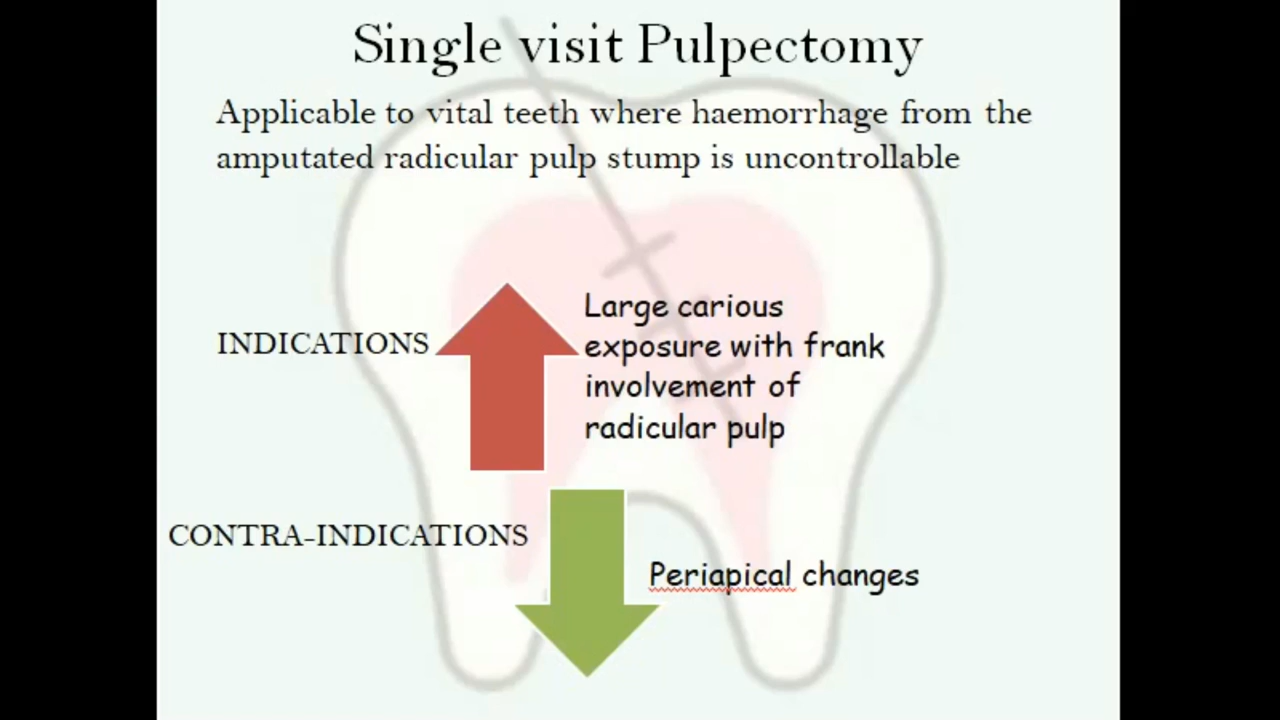 Single visit Pulpectomy
Applicable to vital teeth where haemorrhage from the
amputated radicular pulp stump is uncontrollable
INDICATIONS
Large carious
exposure with frank
involvement of
radicular pulp
CONTRA-INDICATIONS
Periapical changes